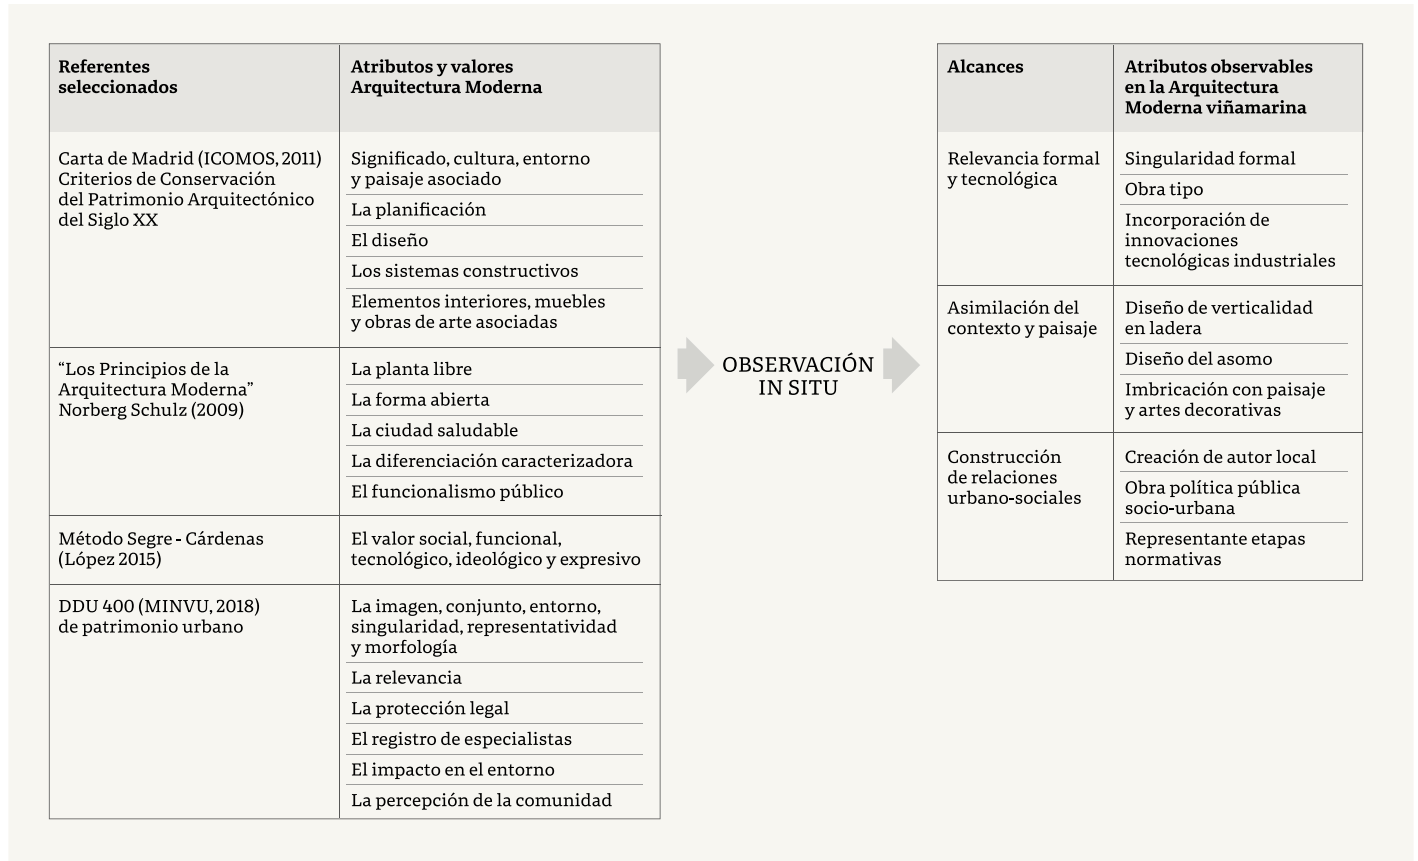 Referentes
seleccionados
Atributos y valores
Arquitectura Moderna
Carta de Madrid (ICOMOS, 2011)
Criterios de Conservación
del Patrimonio Arquitectónico
del Siglo XX
Significado, cultura, entorno
y paisaje asociado
La planificación
El diseño
Los sistemas constructivos
Elementos interiores, muebles
y obras de arte asociadas
“Los Principios de la
Arquitectura Moderna”
Norberg Schulz (2009)
La planta libre
La forma abierta
La ciudad saludable
La diferenciación caracterizadora
El funcionalismo público
Método Segre - Cárdenas
(López 2015)
El valor social, funcional,
tecnológico, ideológico y expresivo
DDU 400 (MINVU, 2018)
de patrimonio urbano
La imagen, conjunto, entorno,
singularidad, representatividad
y morfología
La relevancia
La protección legal
El registro de especialistas
El impacto en el entorno
La percepción de la comunidad
OBSERVACIÓN
IN SITU
Alcances
Atributos observables
en la Arquitectura
Moderna viñamarina
Relevancia formal
y tecnológica
Singularidad formal
Obra tipo
Incorporación de
innovaciones
tecnológicas industriales
Asimilación del
contexto y paisaje
Diseño de verticalidad
en ladera
Diseño del asomo
Imbricación con paisaje
y artes decorativas
Construcción
de relaciones
urbano-sociales
Creación de autor local
Obra política pública
socio-urbana
Representante etapas
normativas